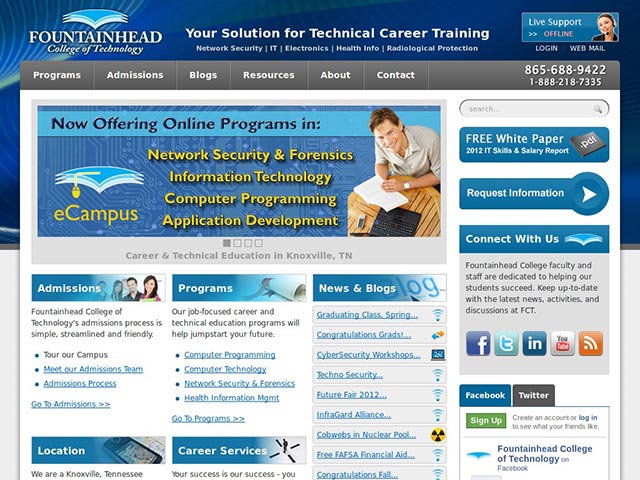 FOUNTAINHEAD
College of Technology
Your Solution for Technical Career Training
Network Security | IT | Electronics | Health Info | Radiological Protection
Live Support
>> OFFLINE
LOGIN
WEB MAIL
Programs
Admissions
Blogs
Resources
About
Contact
865-688-9422
1-888-218-7335
Now Offering Online Programs in:
Network Security & Forensics
Information Technology
Computer Programming
Application Development
eCampus
Career & Technical Education in Knoxville, TN
search...
FREE White Paper
2012 IT Skills & Salary Report
.pdf
Request Information
Connect With Us
Fountainhead College faculty and
staff are dedicated to helping our
students succeed. Keep up-to-date
with the latest news, activities, and
discussions at FCT.
f
t
in
You
Tube
Facebook
Twitter
Sign Up
Create an account or log in
to see what your friends like.
Fountainhead College
of Technology on
Facebook
Admissions
Fountainhead College of
Technology's admissions process is
simple, streamlined and friendly.
Tour our Campus
Meet our Admissions Team
Admissions Process
Go To Admissions >>
Programs
Our job-focused career and
technical education programs will
help jumpstart your future.
Computer Programming
Computer Technology
Network Security & Forensics
Health Information Mgmt
Go To Programs >>
News & Blogs
Blog
Graduating Class, Spring...
Congratulations Grads!...
CyberSecurity Workshops...
Techno Security...
Future Fair 2012...
InfraGard Alliance...
Cobwebs in Nuclear Pool...
Free FAFSA Financial Aid...
Congratulations Fall...
Location
We are a Knoxville, Tennessee
Career Services
Your success is our success - you